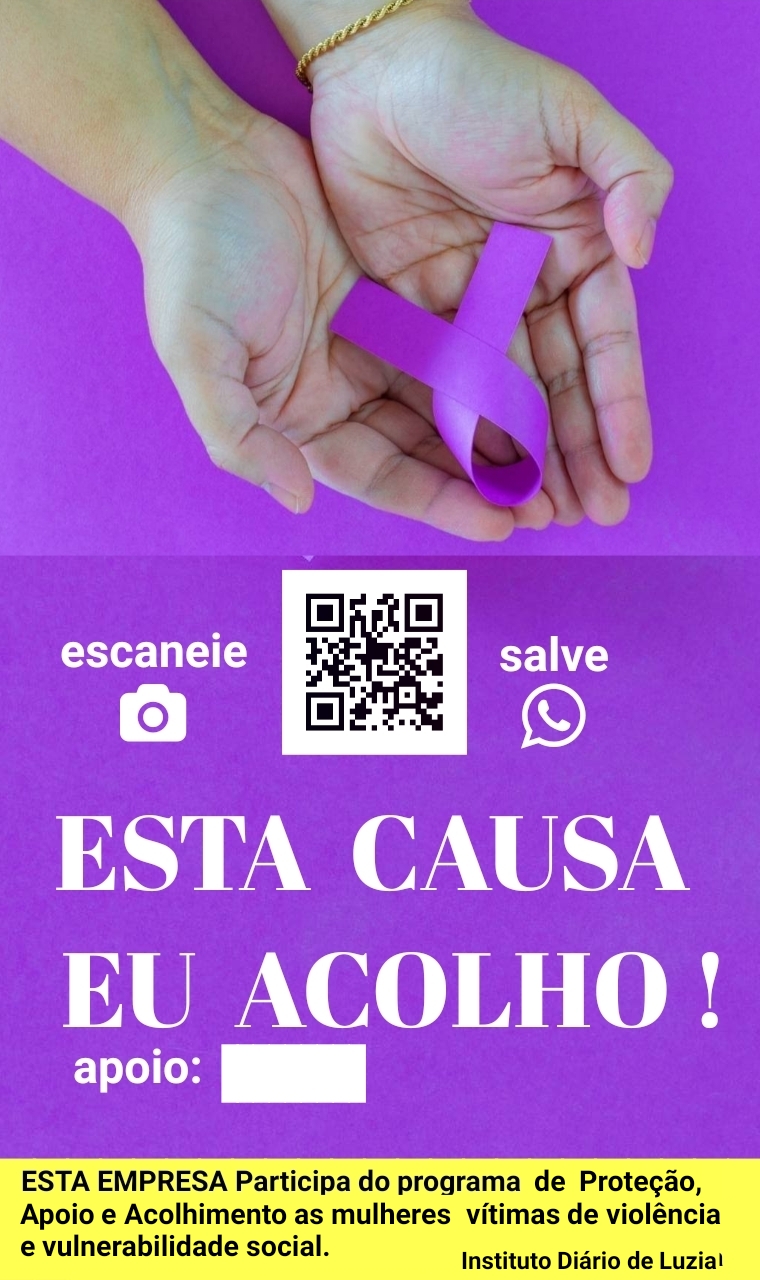 escaneie
salve
ESTA CAUSA
EU ACOLHO !
apoio:
ESTA EMPRESA Participa do programa de Proteção,
Apoio e Acolhimento as mulheres vítimas de violência
e vulnerabilidade social.
Instituto Diário de Luzia